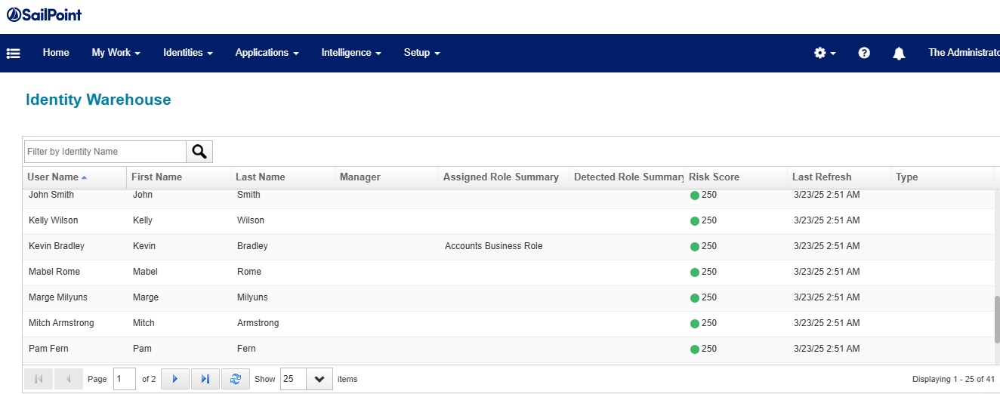 SailPoint
Home My Work Identities Applications Intelligence Setup The Administrato
Identity Warehouse
Filter by Identity Name
User Name First Name Last Name Manager Assigned Role Summary Detected Role Summary Risk Score Last Refresh Type
John Smith John Smith 250 3/23/25 2:51 AM
Kelly Wilson Kelly Wilson 250 3/23/25 2:51 AM
Kevin Bradley Kevin Bradley Accounts Business Role 250 3/23/25 2:51 AM
Mabel Rome Mabel Rome 250 3/23/25 2:51 AM
Marge Milyuns Marge Milyuns 250 3/23/25 2:51 AM
Mitch Armstrong Mitch Armstrong 250 3/23/25 2:51 AM
Pam Fern Pam Fern 250 3/23/25 2:51 AM
Page 1 of 2 Show 25 items Displaying 1 - 25 of 41